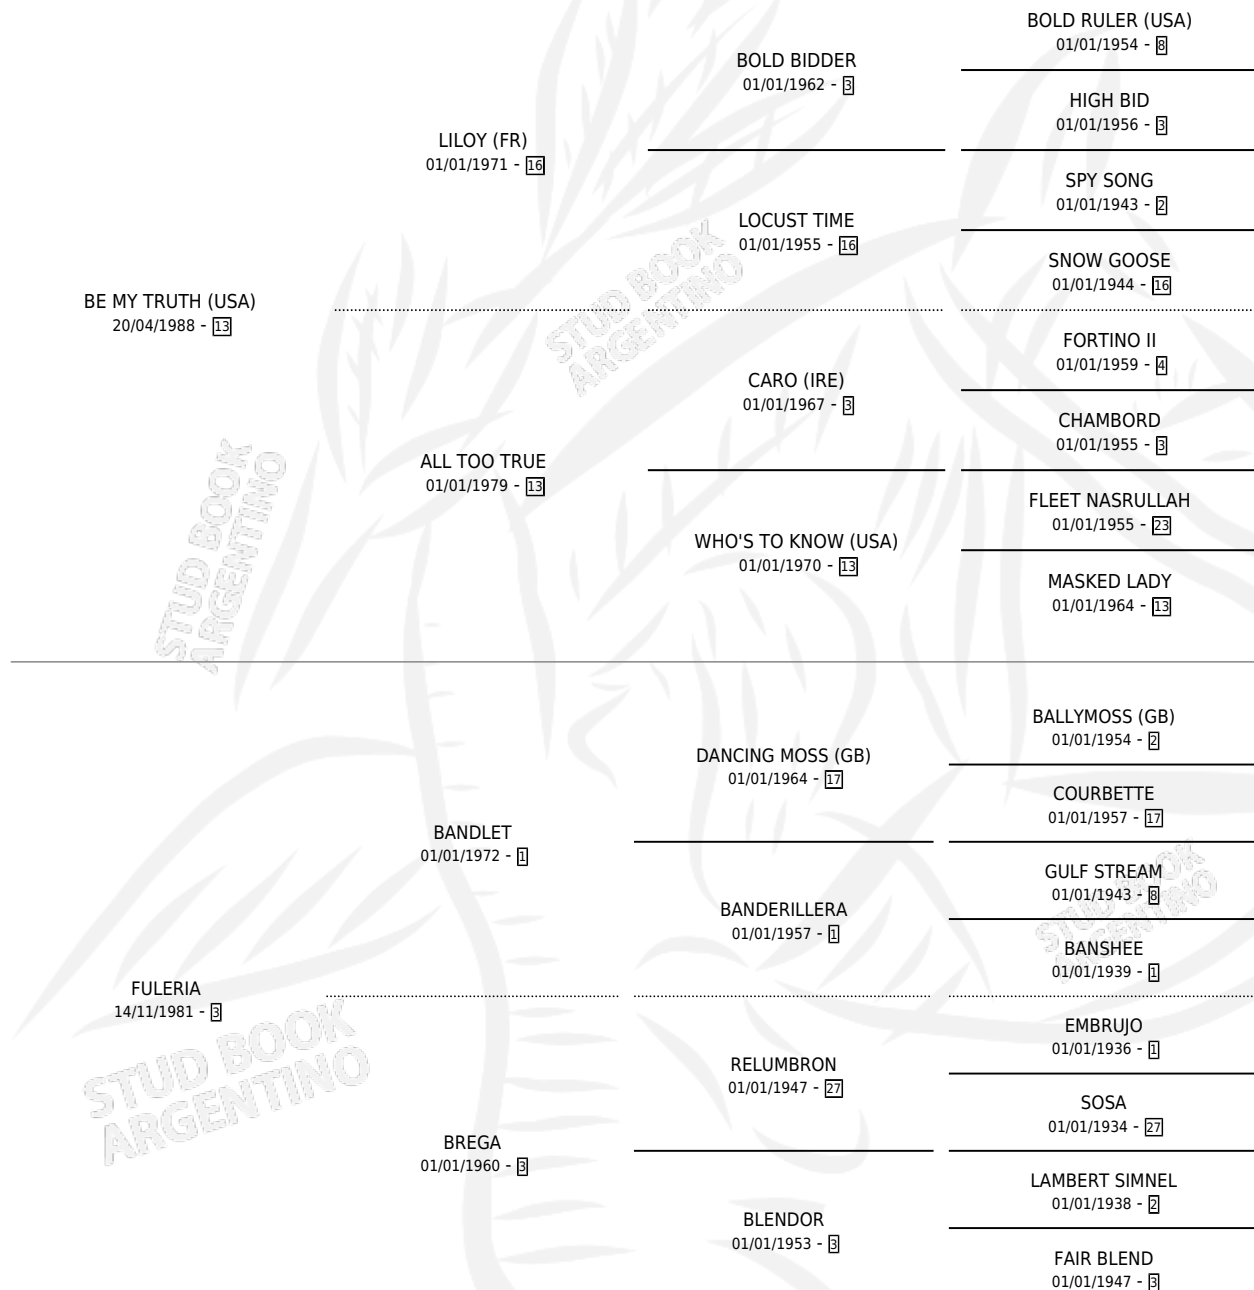 BOLD RULER (USA)
01/01/1954 - 8
BOLD BIDDER
01/01/1962 - 3
HIGH BID
01/01/1956 - 3
LILOY (FR)
01/01/1971 - 16
SPY SONG
01/01/1943 - 2
LOCUST TIME
01/01/1955 - 16
SNOW GOOSE
01/01/1944 - 16
BE MY TRUTH (USA)
20/04/1988 - 13
FORTINO II
01/01/1959 - 4
CARO (IRE)
01/01/1967 - 3
CHAMBORD
01/01/1955 - 3
ALL TOO TRUE
01/01/1979 - 13
FLEET NASRULLAH
01/01/1955 - 23
WHO'S TO KNOW (USA)
01/01/1970 - 13
MASKED LADY
01/01/1964 - 13
BALLYMOSS (GB)
01/01/1954 - 2
DANCING MOSS (GB)
01/01/1964 - 17
COURBETTE
01/01/1957 - 17
BANDLET
01/01/1972 - 1
GULF STREAM
01/01/1943 - 8
BANDERILLERA
01/01/1957 - 1
BANSHEE
01/01/1939 - 1
FULERIA
14/11/1981 - 3
EMBRUJO
01/01/1936 - 1
RELUMBRON
01/01/1947 - 27
SOSA
01/01/1934 - 27
BREGA
01/01/1960 - 3
LAMBERT SIMNEL
01/01/1938 - 2
BLENDOR
01/01/1953 - 3
FAIR BLEND
01/01/1947 - 3
STUD BOOK
ARGENTINO
STUD BOOK
ARGENTINO
STUD BOOK
ARGENTINO
STUD BOOK
ARGENTINO